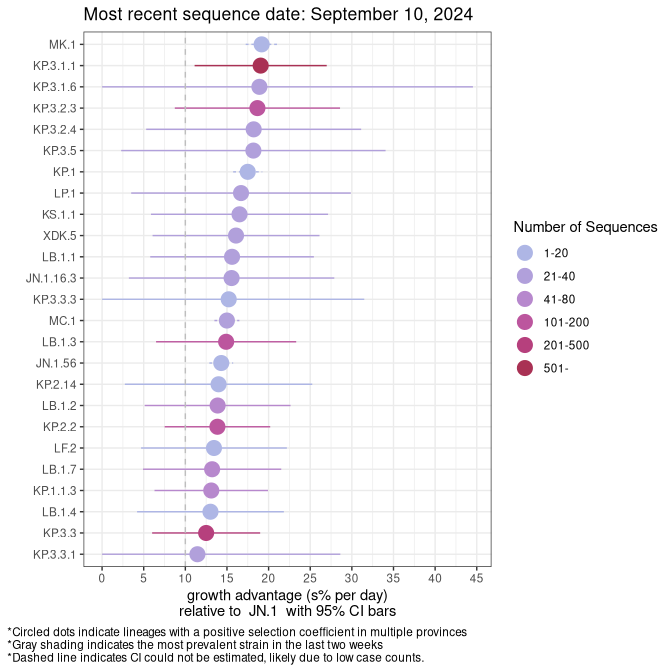 Most recent sequence date: September 10, 2024
MK.1
KP.3.1.1
KP.3.1.6
KP.3.2.3
KP.3.2.4
KP.3.5
KP.1
LP.1
KS.1.1
XDK.5
LB.1.1
JN.1.16.3
KP.3.3.3
MC.1
LB.1.3
JN.1.56
KP.2.14
LB.1.2
KP.2.2
LF.2
LB.1.7
KP.1.1.3
LB.1.4
KP.3.3
KP.3.3.1
0 5 10 15 20 25 30 35 40 45
growth advantage (s% per day)
relative to JN.1 with 95% CI bars
Number of Sequences
1-20
21-40
41-80
101-200
201-500
501-
*Circled dots indicate lineages with a positive selection coefficient in multiple provinces
*Gray shading indicates the most prevalent strain in the last two weeks
*Dashed line indicates CI could not be estimated, likely due to low case counts.